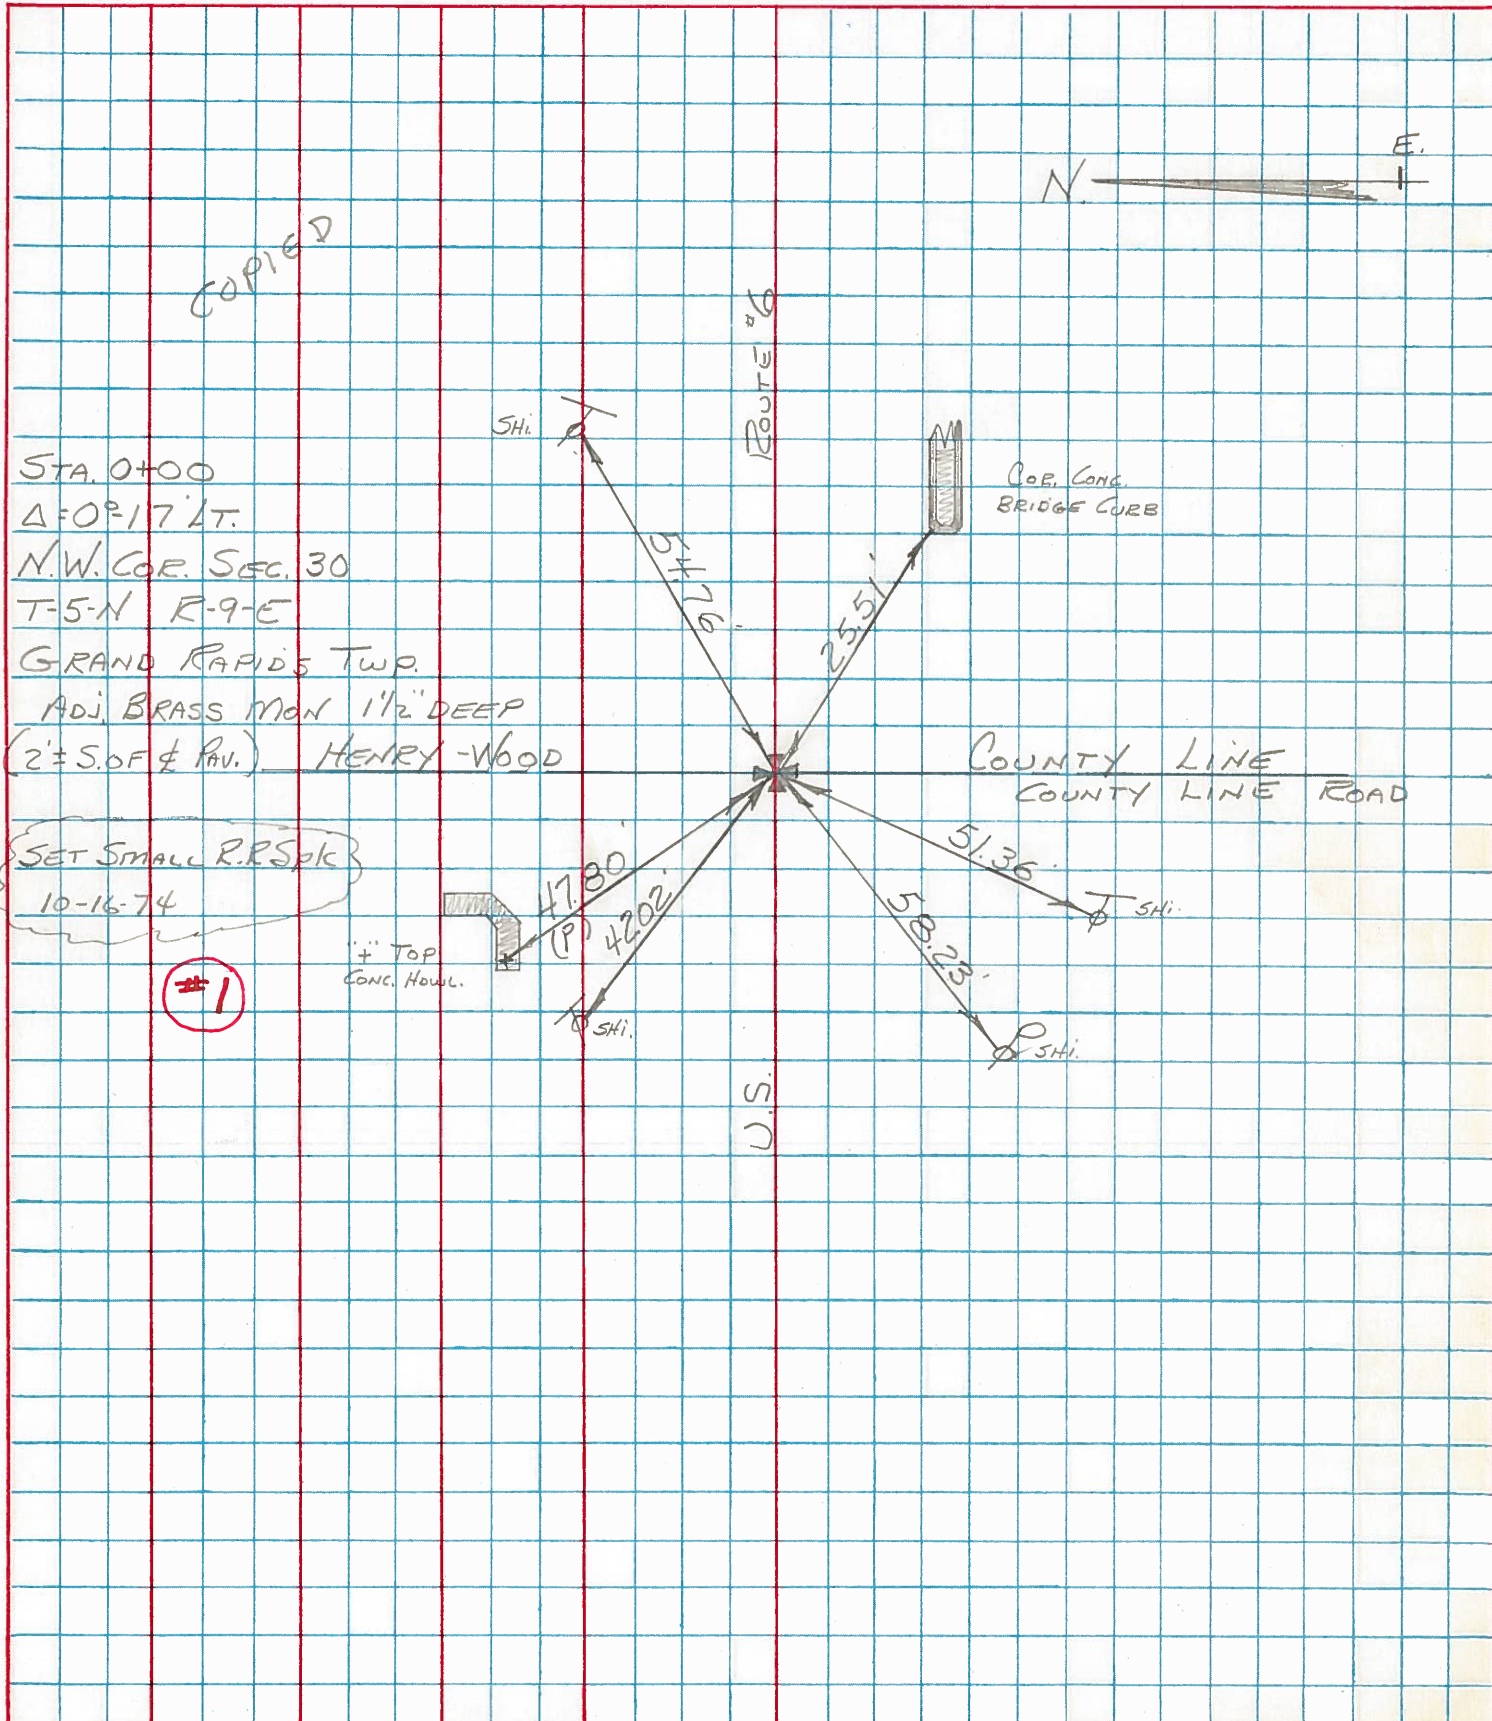 E.
N.
COPIED
ROUTE #6
SHi.
COR. CONC.
BRIDGE CURB
STA. 0+00
Δ=0°-17' LT.
N.W. COR. SEC. 30
T-5-N R-9-E
GRAND RAPIDS TWP.
ADJ. BRASS MON 1 1/2" DEEP
(2'± S. OF ℄ PAV.)
HENRY - WOOD
COUNTY LINE
COUNTY LINE ROAD
54.76'
25.51'
SET SMALL R.R SPK
10-16-74
47.80'
(P)
42.02'
51.36'
SHi.
58.23'
"+" TOP
CONC. HDWL.
#1
SHi.
SHi.
U.S.